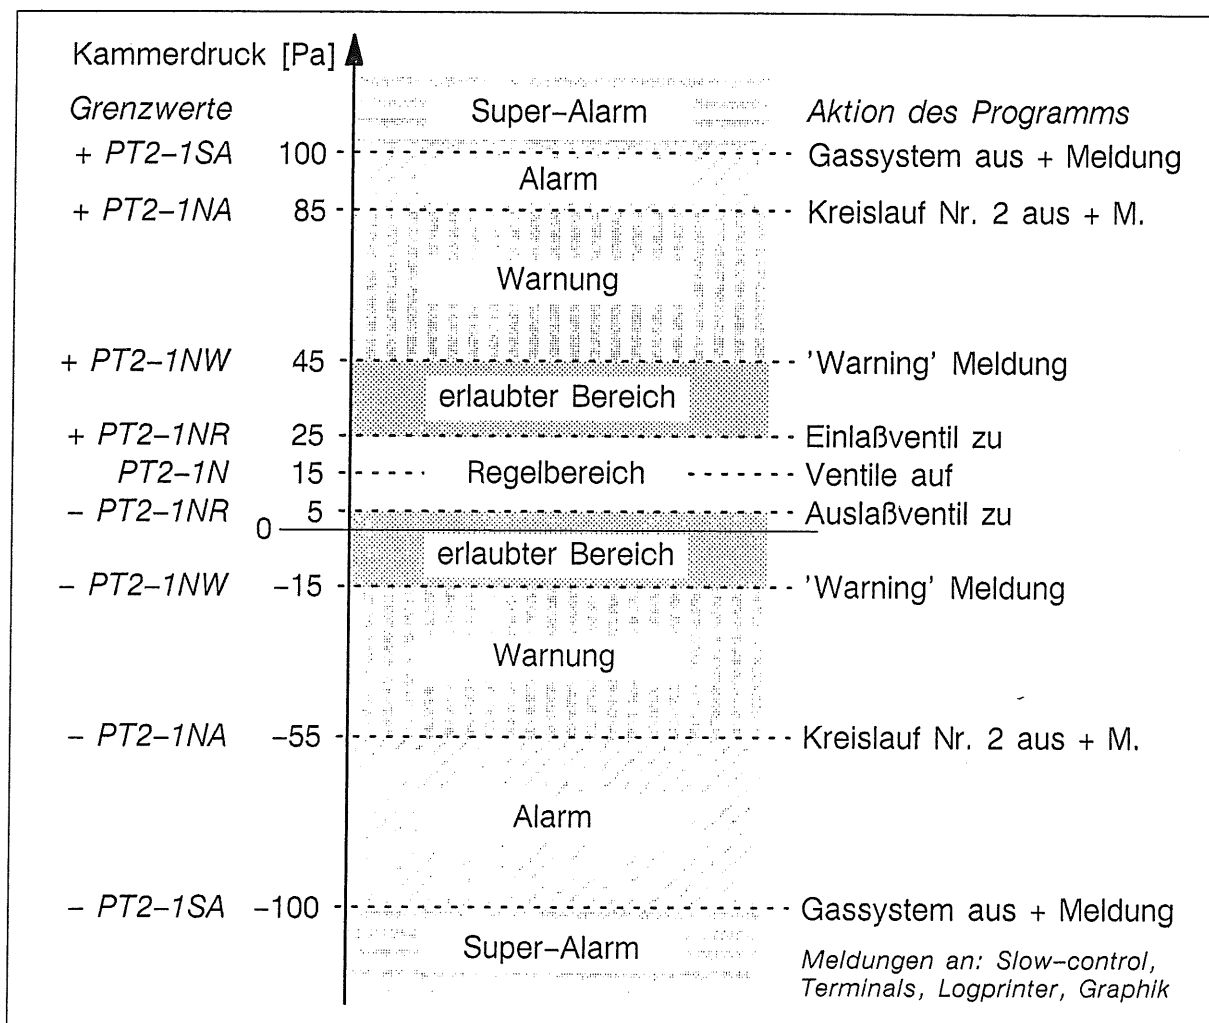 Kammerdruck [Pa]
Grenzwerte Super–Alarm Aktion des Programms
+ PT2–1SA 100 Gassystem aus + Meldung
Alarm
+ PT2–1NA 85 Kreislauf Nr. 2 aus + M.
Warnung
+ PT2–1NW 45 'Warning' Meldung
erlaubter Bereich
+ PT2–1NR 25 Einlaßventil zu
PT2–1N 15 Regelbereich Ventile auf
– PT2–1NR 5 Auslaßventil zu
0
erlaubter Bereich
– PT2–1NW –15 'Warning' Meldung
Warnung
– PT2–1NA –55 Kreislauf Nr. 2 aus + M.
Alarm
– PT2–1SA –100 Gassystem aus + Meldung
Super–Alarm
Meldungen an: Slow–control,
Terminals, Logprinter, Graphik